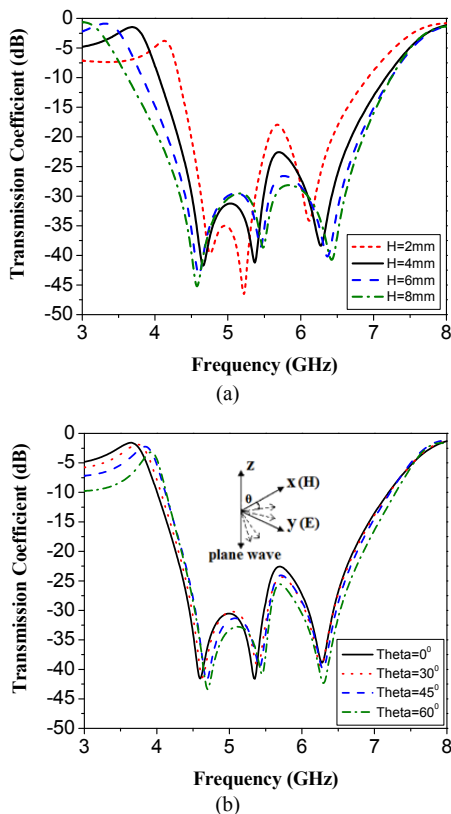 (a)
Transmission Coefficient (dB)
0
-5
-10
-15
-20
-25
-30
-35
-40
-45
-50
3
4
5
6
7
8
Frequency (GHz)
H=2mm
H=4mm
H=6mm
H=8mm
(a)
Transmission Coefficient (dB)
0
-5
-10
-15
-20
-25
-30
-35
-40
-45
-50
3
4
5
6
7
8
Frequency (GHz)
z
x (H)
θ
y (E)
plane wave
Theta=0⁰
Theta=30⁰
Theta=45⁰
Theta=60⁰
(b)